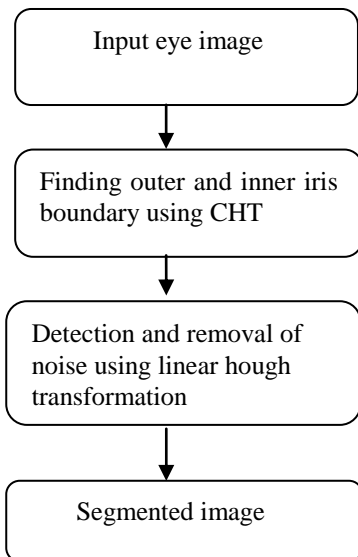 Input eye image
Finding outer and inner iris
boundary using CHT
Detection and removal of
noise using linear hough
transformation
Segmented image